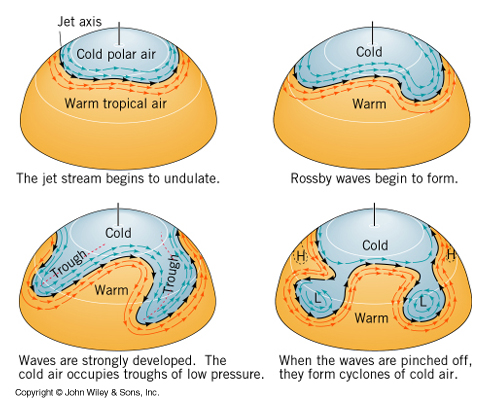 Jet axis
Cold polar air
Warm tropical air
The jet stream begins to undulate.
Cold
Warm
Rossby waves begin to form.
Cold
Trough
Trough
Warm
Waves are strongly developed. The
cold air occupies troughs of low pressure.
H
H
Cold
L
L
Warm
When the waves are pinched off,
they form cyclones of cold air.
Copyright © John Wiley & Sons, Inc.